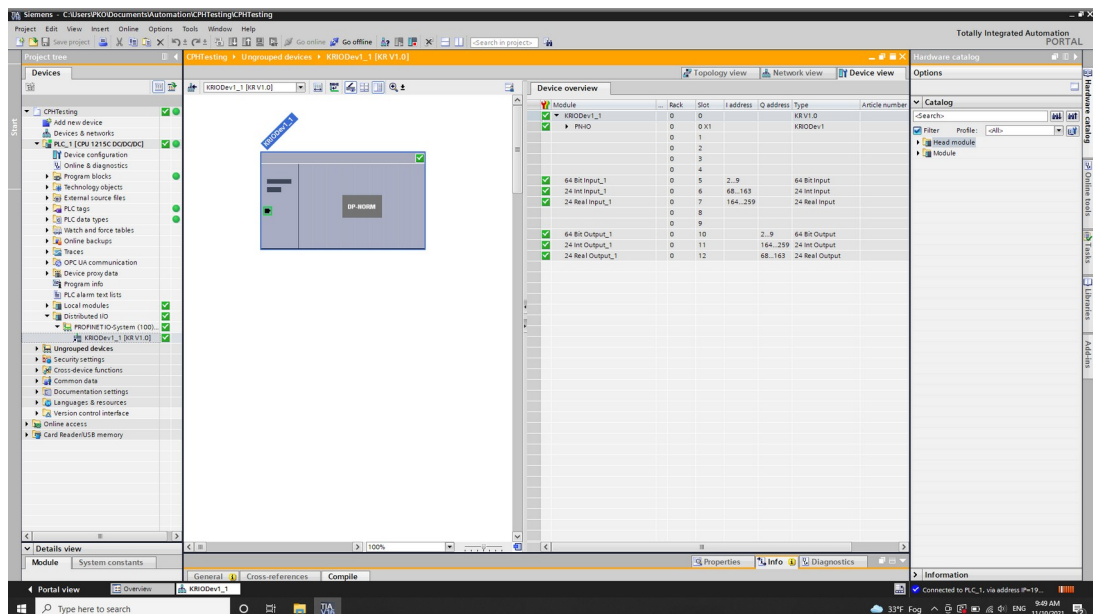 Siemens - C:\Users\PKO\Documents\Automation\CPHTesting\CPHTesting
Project Edit View Insert Online Options Tools Window Help
Totally Integrated Automation
PORTAL
Save project
Go online
Go offline
<Search in project>
Project tree
CPHTesting Ungrouped devices KRIODev1_1 [KR V1.0]
Hardware catalog
Devices
Topology view
Network view
Device view
Options
KRIODev1_1 [KR V1.0]
Device overview
Module ... Rack Slot I address Q address Type Article number
KRIODev1_1 0 0 KR V1.0
PN-IO 0 0 X1 KRIODev1
0 1
0 2
0 3
0 4
64 Bit Input_1 0 5 2...9 64 Bit Input
24 Int Input_1 0 6 68...163 24 Int Input
24 Real Input_1 0 7 164...259 24 Real Input
0 8
0 9
64 Bit Output_1 0 10 2...9 64 Bit Output
24 Int Output_1 0 11 164...259 24 Int Output
24 Real Output_1 0 12 68...163 24 Real Output
CPHTesting
Add new device
Devices & networks
PLC_1 [CPU 1215C DC/DC/DC]
Device configuration
Online & diagnostics
Program blocks
Technology objects
External source files
PLC tags
PLC data types
Watch and force tables
Online backups
Traces
OPC UA communication
Device proxy data
Program info
PLC alarm text lists
Local modules
Distributed I/O
PROFINET IO-System (100)...
KRIODev1_1 [KR V1.0]
Ungrouped devices
Security settings
Cross-device functions
Common data
Documentation settings
Languages & resources
Version control interface
Online access
Card Reader/USB memory
Start
KRIODev1_1
DP-NORM
Catalog
<Search>
Filter Profile: <All>
Head module
Module
Hardware catalog
Online tools
Tasks
Libraries
Add-ins
100%
Details view
Module
System constants
Properties
Info
Diagnostics
General
Cross-references
Compile
Information
Portal view
Overview
KRIODev1_1
Connected to PLC_1, via address IP=19...
Type here to search
33°F Fog
ENG
9:49 AM
11/10/2021